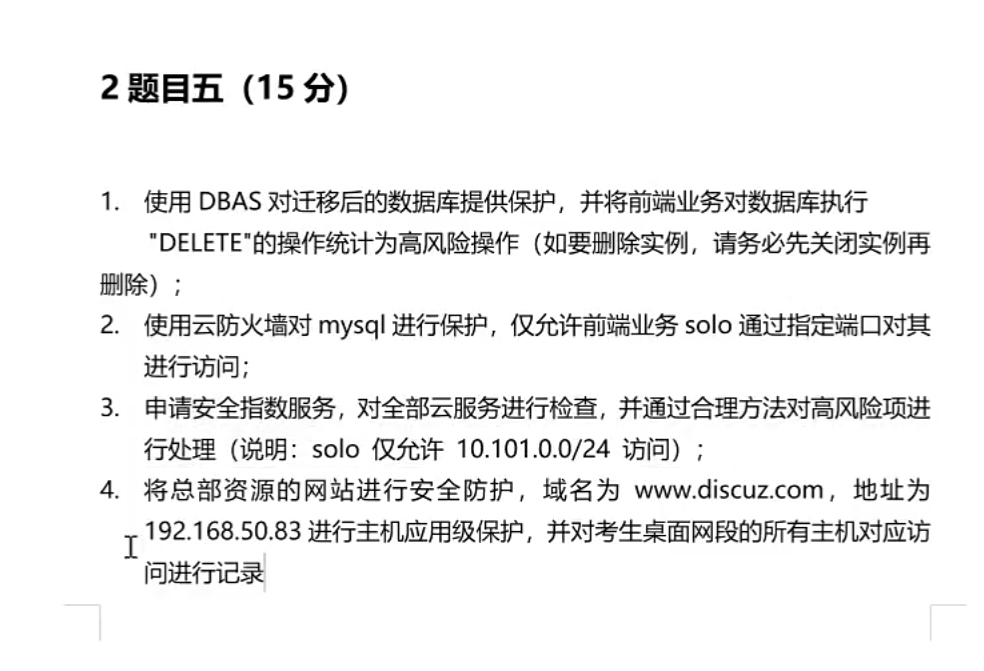 2 题目五（15 分）
1. 使用 DBAS 对迁移后的数据库提供保护，并将前端业务对数据库执行
"DELETE"的操作统计为高风险操作（如要删除实例，请务必先关闭实例再
删除）；
2. 使用云防火墙对 mysql 进行保护，仅允许前端业务 solo 通过指定端口对其
进行访问；
3. 申请安全指数服务，对全部云服务进行检查，并通过合理方法对高风险项进
行处理（说明：solo 仅允许 10.101.0.0/24 访问）；
4. 将总部资源的网站进行安全防护，域名为 www.discuz.com，地址为
192.168.50.83 进行主机应用级保护，并对考生桌面网段的所有主机对应访
问进行记录